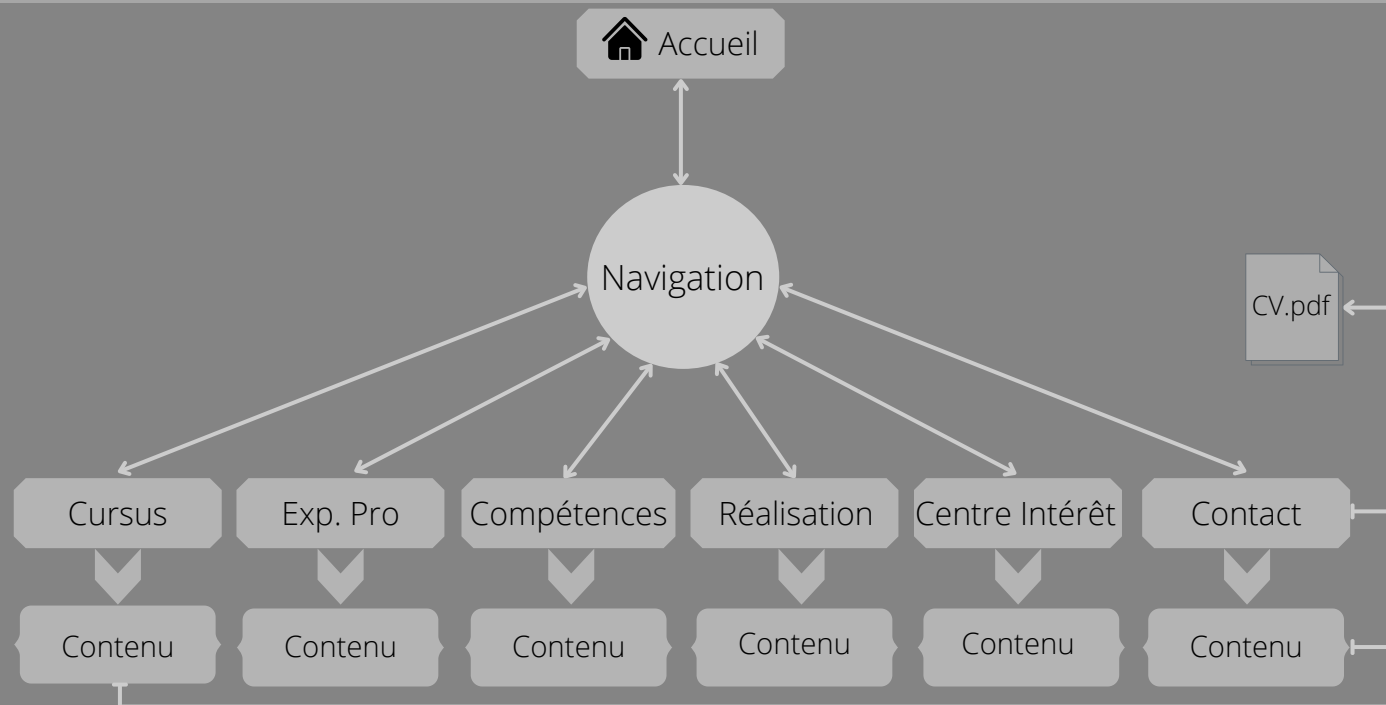 Accueil
Navigation
CV.pdf
Cursus
Exp. Pro
Compétences
Réalisation
Centre Intérêt
Contact
Contenu
Contenu
Contenu
Contenu
Contenu
Contenu